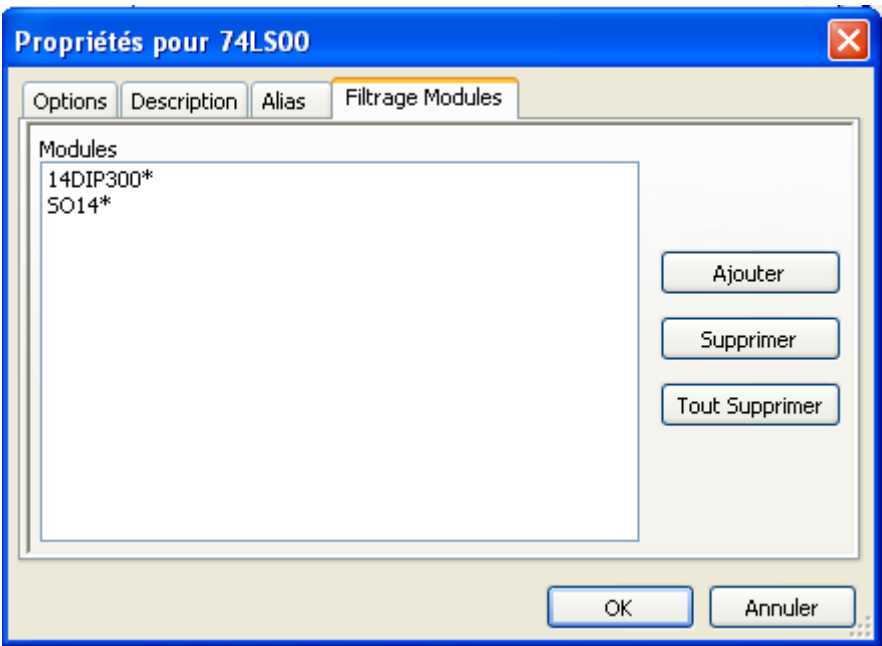 Propriétés pour 74LS00
Options Description Alias Filtrage Modules
Modules
14DIP300*
SO14*
Ajouter
Supprimer
Tout Supprimer
OK Annuler